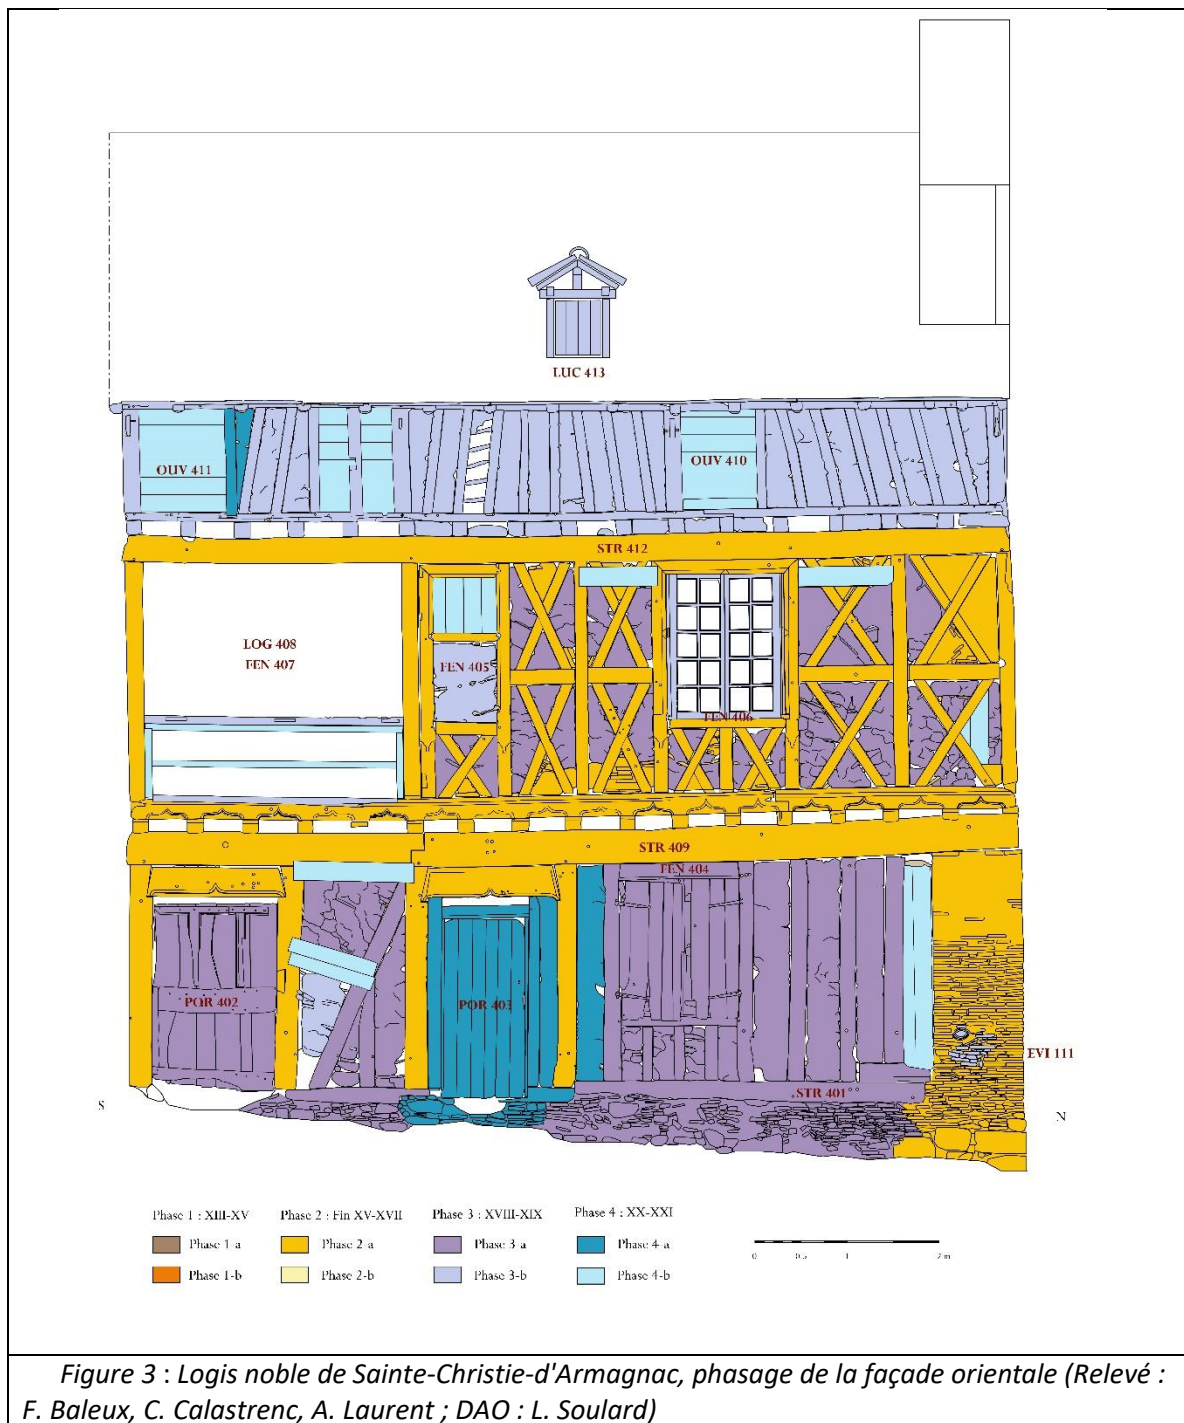 LUC 413
OUV 411
OUV 410
STR 412
LOG 408
FEN 407
FEN 405
FEN 406
STR 409
FEN 404
POR 402
POR 403
EVI 111
STR 401
S
N
Phase 1 : XIII-XV Phase 2 : Fin XV-XVII Phase 3 : XVIII-XIX Phase 4 : XX-XXI
Phase 1-a Phase 2-a Phase 3-a Phase 4-a
Phase 1-b Phase 2-b Phase 3-b Phase 4-b
0 0,5 1 2 m
Figure 3 : Logis noble de Sainte-Christie-d'Armagnac, phasage de la façade orientale (Relevé :
F. Baleux, C. Calastrenc, A. Laurent ; DAO : L. Soulard)